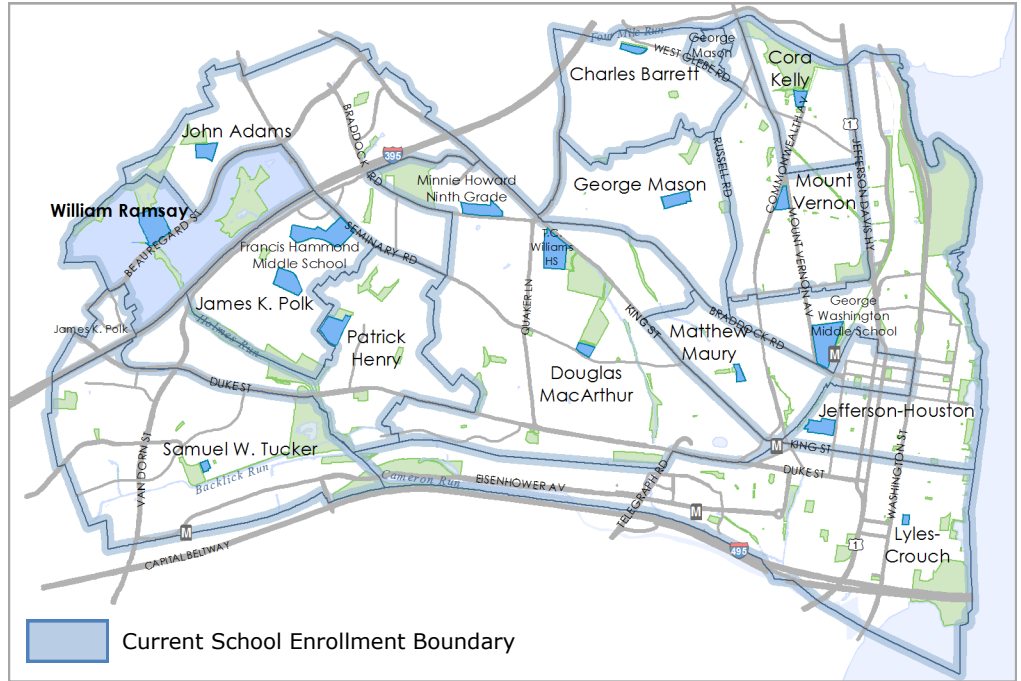 Four Mile Run
George
Mason
WEST GLEBE RD
Charles Barrett
Cora
Kelly
COMMONWEALTH AV
1
JEFFERSON DAVIS HY
John Adams
BRADDOCK RD
395
Minnie Howard
Ninth Grade
George Mason
RUSSELL RD
Mount
Vernon
MOUNT VERNON AV
William Ramsay
BEAUREGARD ST
Francis Hammond
Middle School
SEMINARY RD
T.C.
Williams
HS
James K. Polk
James K. Polk
Holmes Run
Patrick
Henry
QUAKER LN
KING ST
BRADDOCK RD
George
Washington
Middle School
M
Matthew
Maury
Douglas
MacArthur
DUKE ST
Jefferson-Houston
M
KING ST
DUKE ST
WASHINGTON ST
Samuel W. Tucker
VAN DORN ST
Backlick Run
Cameron Run
EISENHOWER AV
TELEGRAPH RD
M
M
CAPITAL BELTWAY
495
1
Lyles-
Crouch
Current School Enrollment Boundary